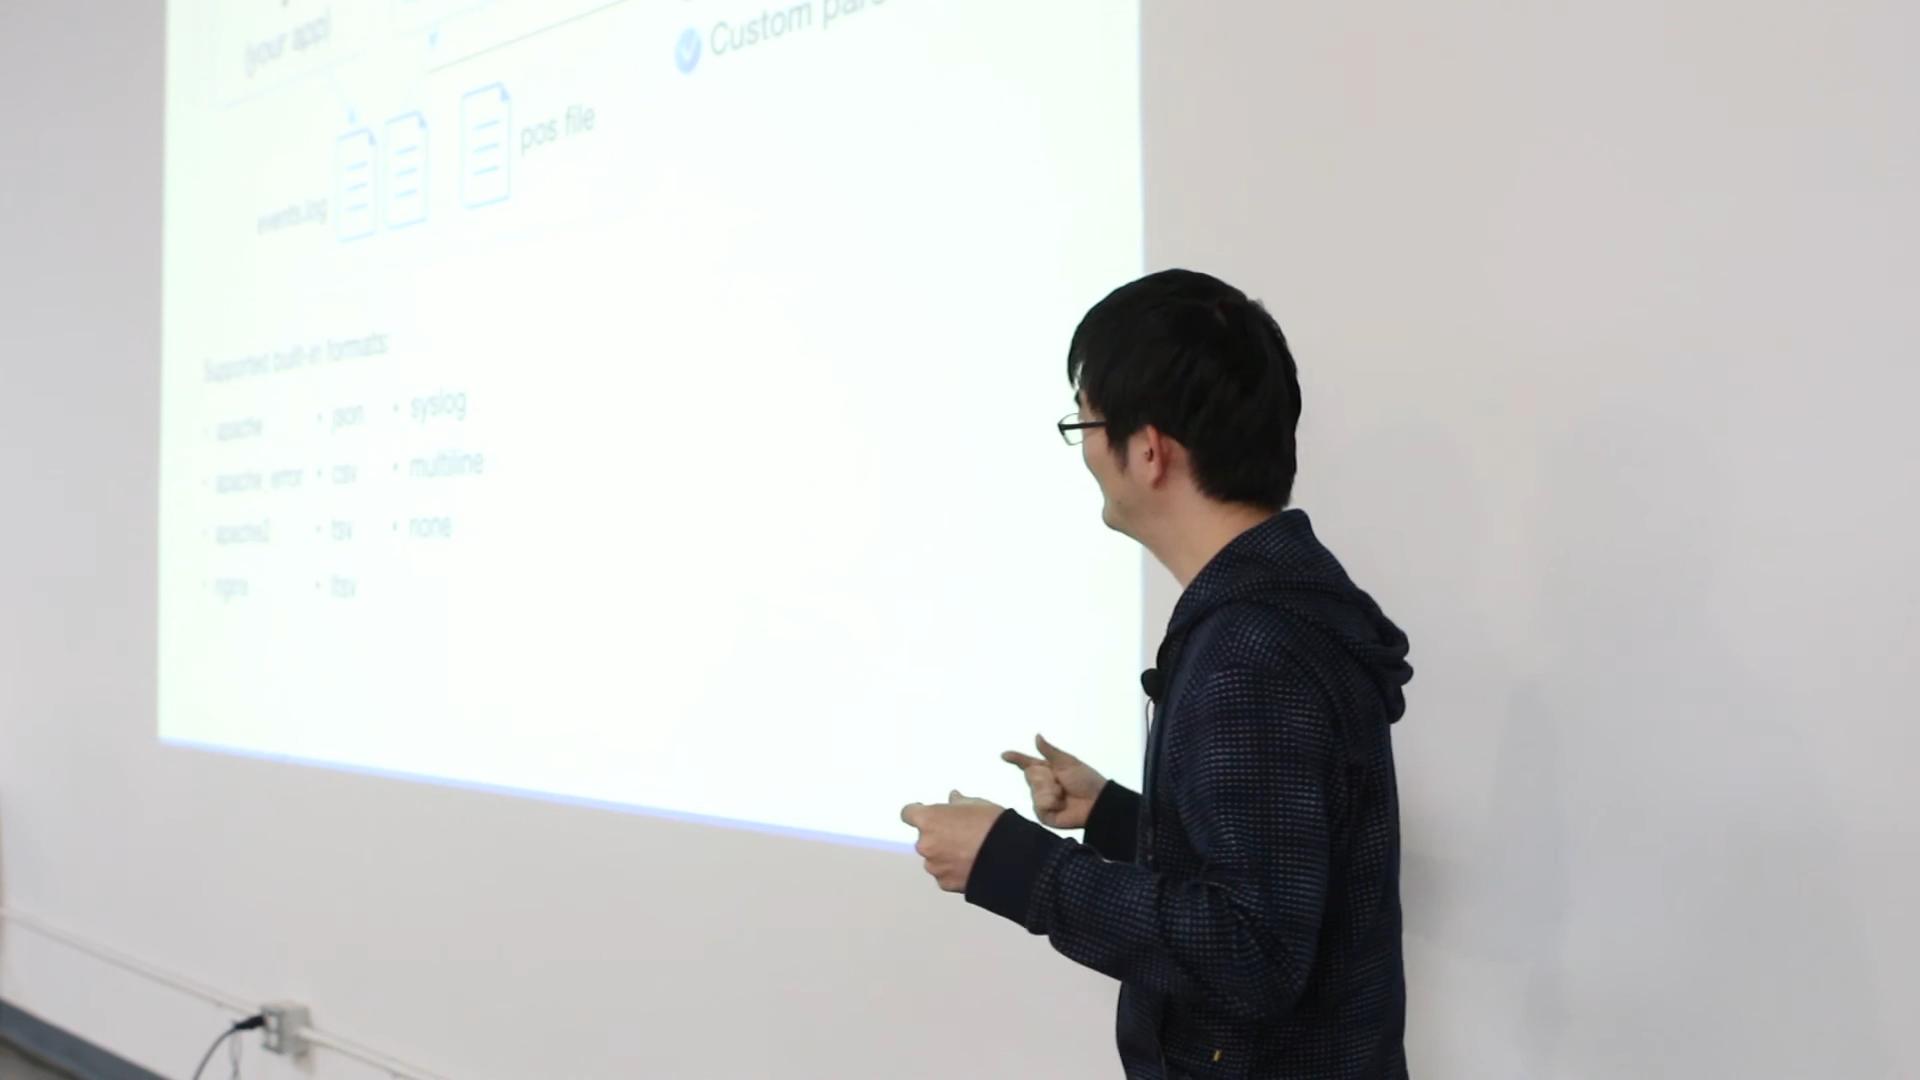 (your app)
Custom
pos file
events.log
Supported built-in formats:
apache
json
syslog
apache_error
csv
multiline
apache2
tsv
none
nginx
ltsv